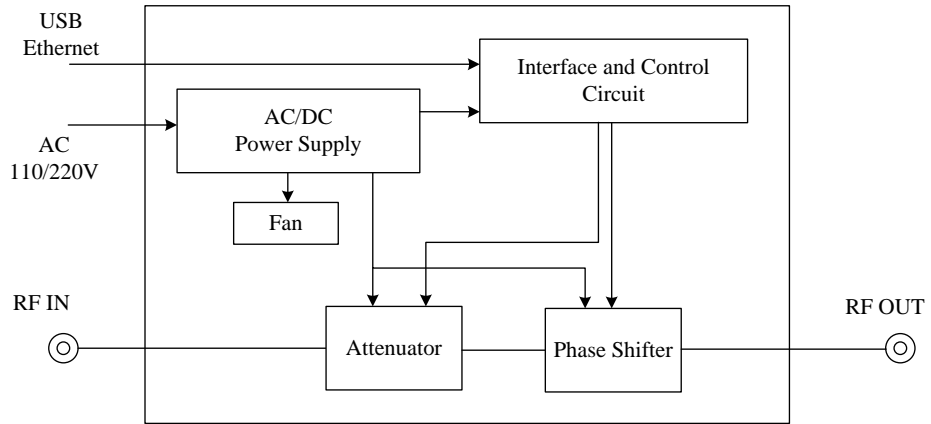 USB
Ethernet
Interface and Control
Circuit
AC/DC
Power Supply
AC
110/220V
Fan
RF IN
RF OUT
Attenuator
Phase Shifter